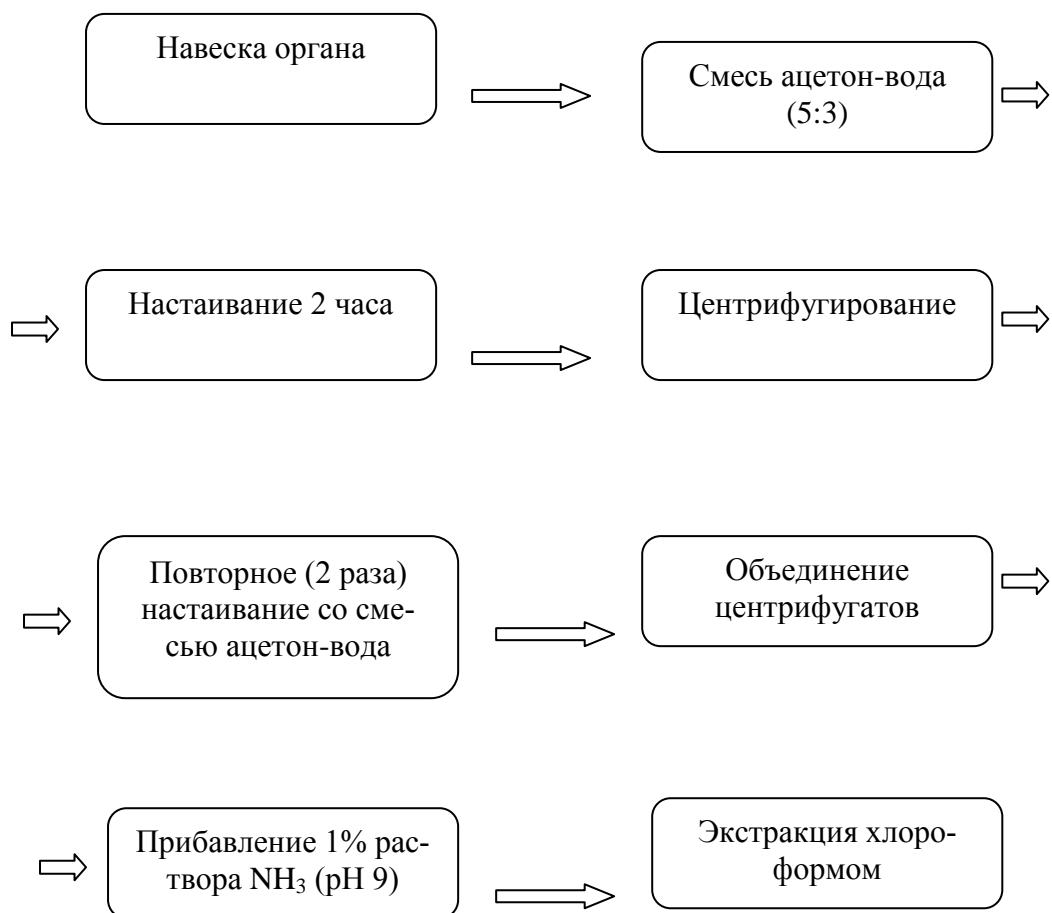 Навеска органа
Смесь ацетон-вода
(5:3)
Настаивание 2 часа
Центрифугирование
Повторное (2 раза)
настаивание со сме-
сью ацетон-вода
Объединение
центрифугатов
Прибавление 1% рас-
твора NH₃ (pH 9)
Экстракция хлоро-
формом